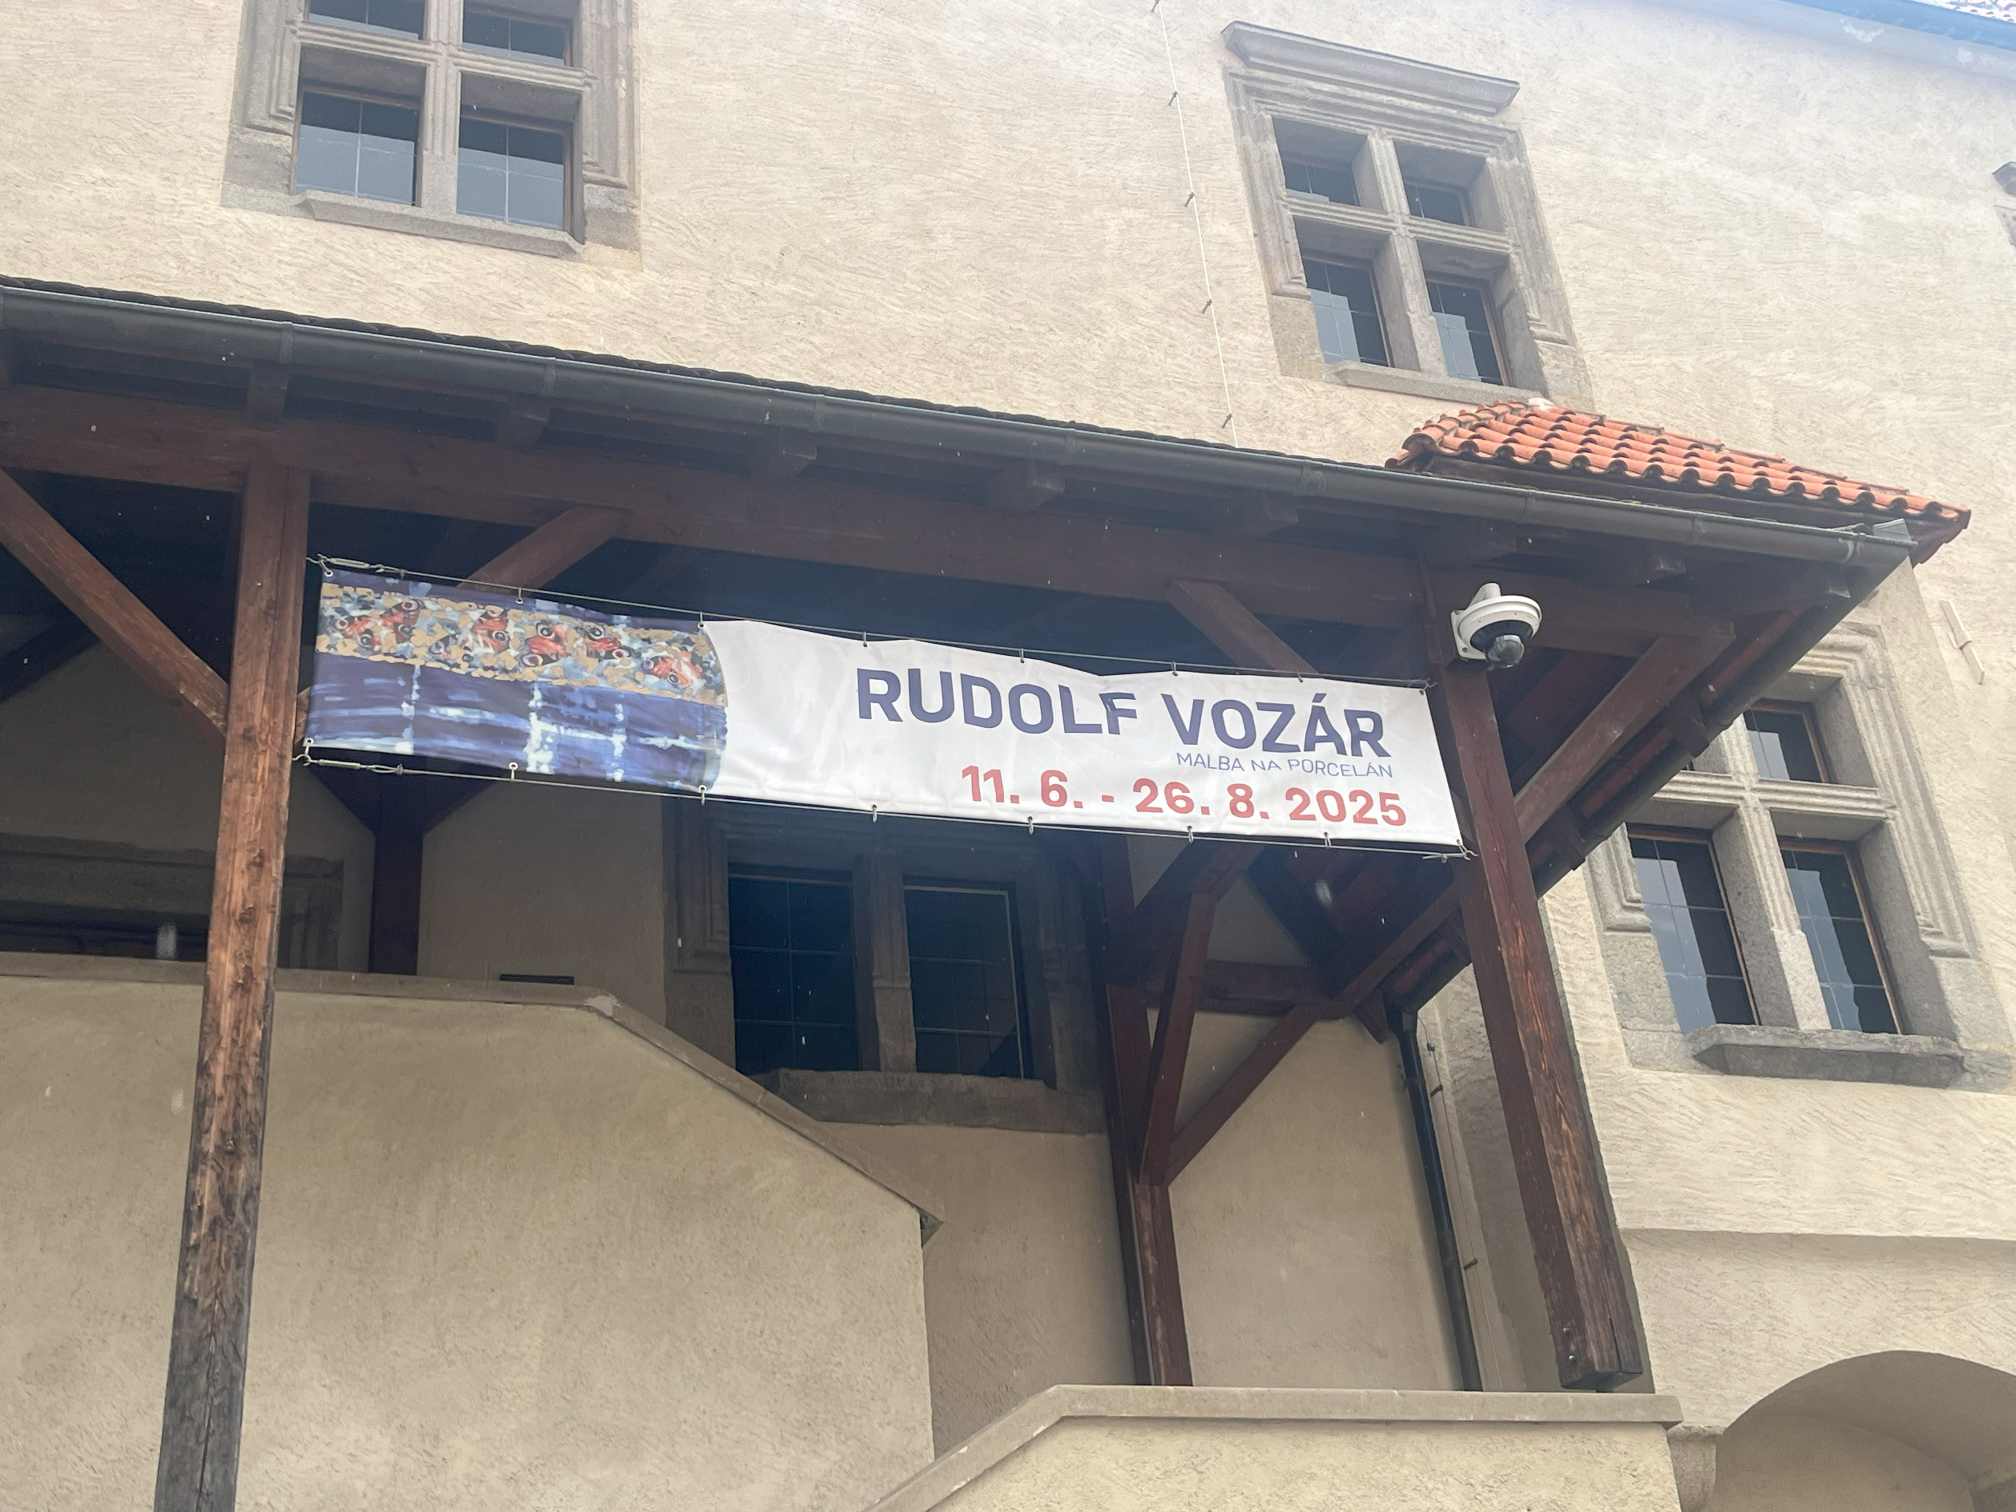 RUDOLF VOZÁR
MALBA NA PORCELÁN
11. 6. - 26. 8. 2025